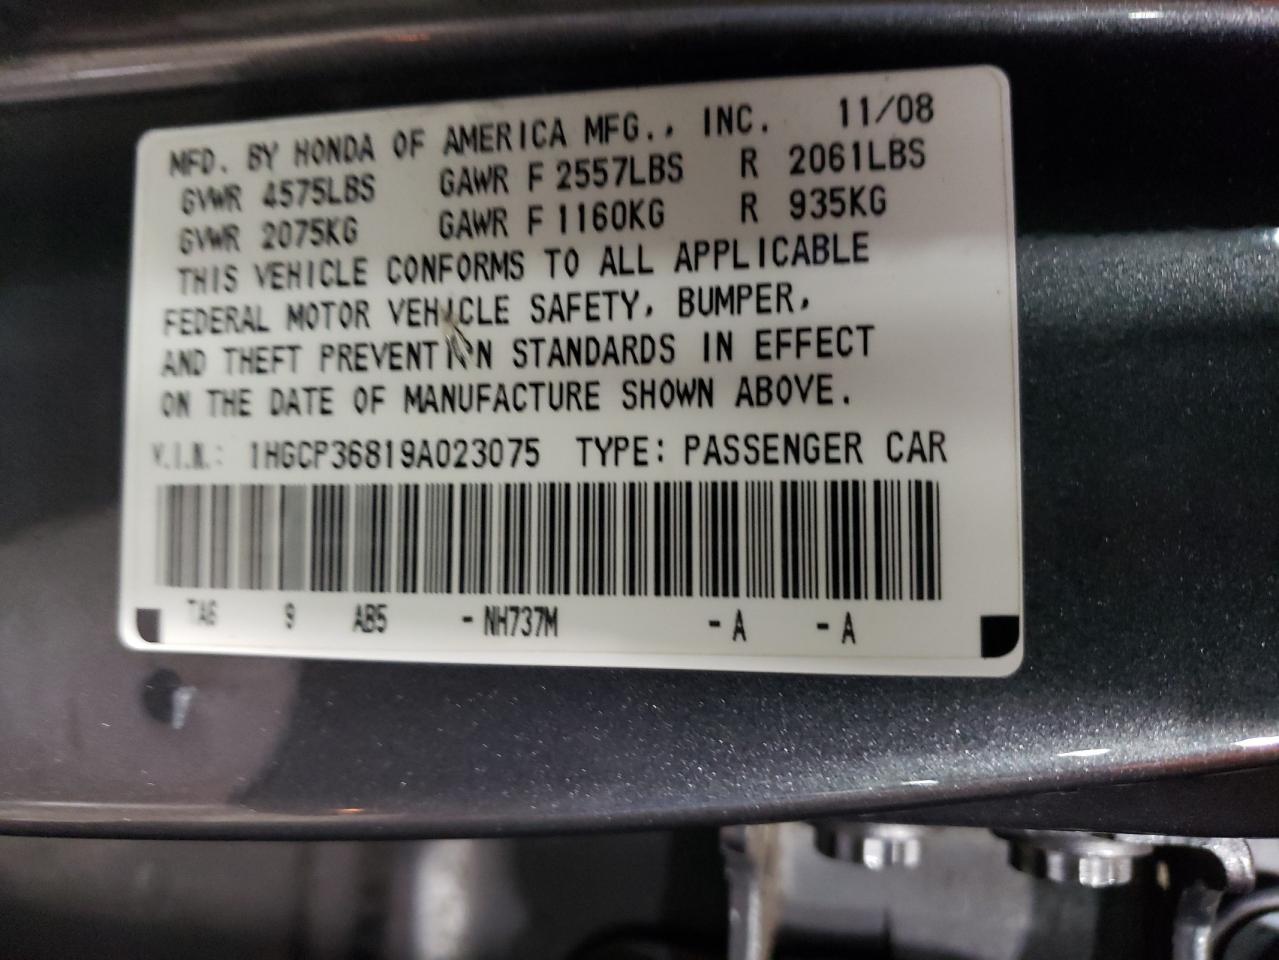 MFD. BY HONDA OF AMERICA MFG., INC. 11/08
GVWR 4575LBS GAWR F 2557LBS R 2061LBS
GVWR 2075KG GAWR F 1160KG R 935KG
THIS VEHICLE CONFORMS TO ALL APPLICABLE
FEDERAL MOTOR VEHICLE SAFETY, BUMPER,
AND THEFT PREVENTION STANDARDS IN EFFECT
ON THE DATE OF MANUFACTURE SHOWN ABOVE.
V.I.N.: 1HGCP36819A023075 TYPE: PASSENGER CAR
TA6 9 AB5 - NH737M - A - A